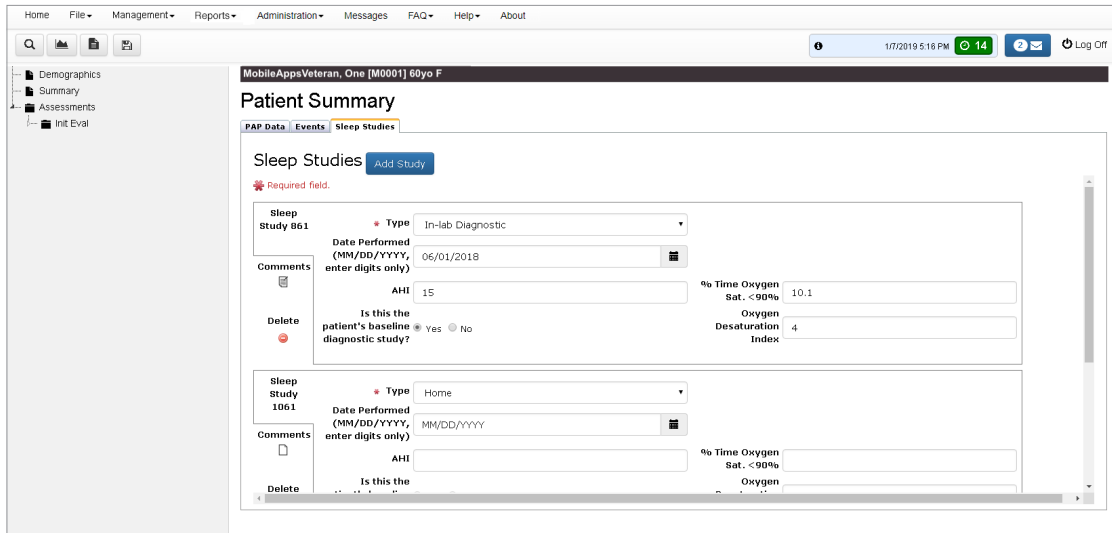 Home File Management Reports Administration Messages FAQ Help About
1/7/2019 5:16 PM 14 2 Log Off
Demographics
Summary
Assessments
Init Eval
MobileAppsVeteran, One [M0001] 60yo F
Patient Summary
PAP Data Events Sleep Studies
Sleep Studies Add Study
Required field.
Sleep
Study 861
* Type In-lab Diagnostic
Date Performed
(MM/DD/YYYY,
enter digits only)
06/01/2018
Comments
AHI 15
% Time Oxygen
Sat. <90%
10.1
Delete
Is this the
patient's baseline
diagnostic study?
Yes No
Oxygen
Desaturation
Index
4
Sleep
Study
1061
* Type Home
Date Performed
(MM/DD/YYYY,
enter digits only)
MM/DD/YYYY
Comments
AHI
% Time Oxygen
Sat. <90%
Delete
Is this the
Oxygen